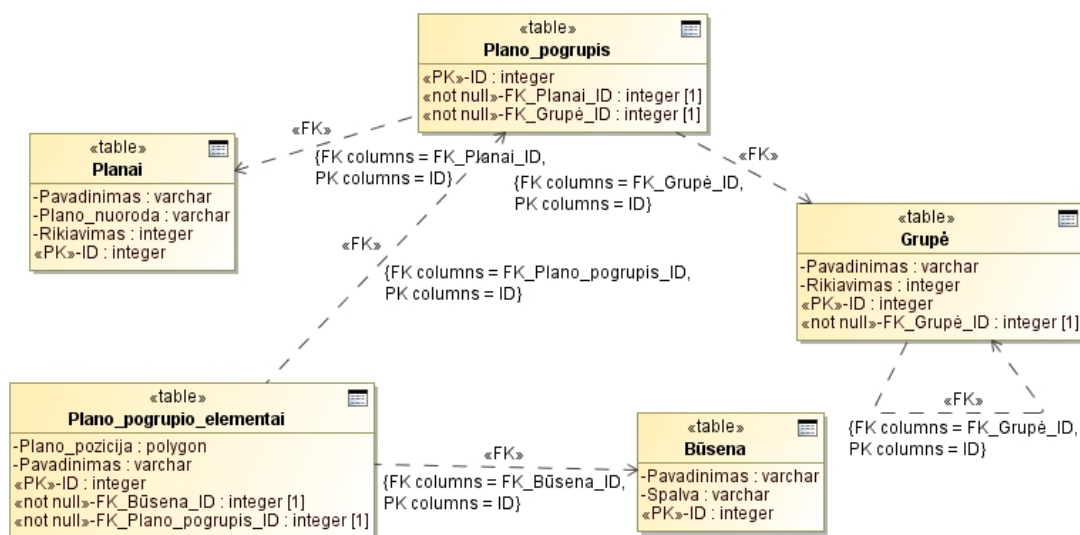 «table»
Plano_pogrupis
«PK»-ID : integer
«not null»-FK_Planai_ID : integer [1]
«not null»-FK_Grupė_ID : integer [1]
«FK»
{FK columns = FK_Planai_ID,
PK columns = ID}
«FK»
{FK columns = FK_Grupė_ID,
PK columns = ID}
«table»
Planai
-Pavadinimas : varchar
-Plano_nuoroda : varchar
-Rikiavimas : integer
«PK»-ID : integer
«table»
Grupė
-Pavadinimas : varchar
-Rikiavimas : integer
«PK»-ID : integer
«not null»-FK_Grupė_ID : integer [1]
«FK»
{FK columns = FK_Plano_pogrupis_ID,
PK columns = ID}
«FK»
{FK columns = FK_Grupė_ID,
PK columns = ID}
«table»
Plano_pogrupio_elementai
-Plano_pozicija : polygon
-Pavadinimas : varchar
«PK»-ID : integer
«not null»-FK_Būsena_ID : integer [1]
«not null»-FK_Plano_pogrupis_ID : integer [1]
«FK»
{FK columns = FK_Būsena_ID,
PK columns = ID}
«table»
Būsena
-Pavadinimas : varchar
-Spalva : varchar
«PK»-ID : integer